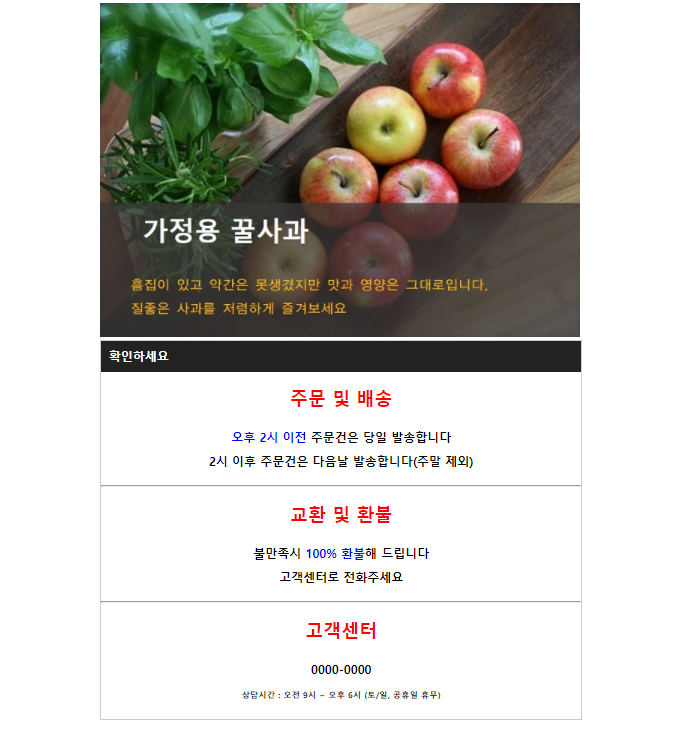 가정용 꿀사과
흠집이 있고 약간은 못생겼지만 맛과 영양은 그대로입니다.
질좋은 사과를 저렴하게 즐겨보세요
확인하세요
주문 및 배송
오후 2시 이전 주문건은 당일 발송합니다
2시 이후 주문건은 다음날 발송합니다(주말 제외)
교환 및 환불
불만족시 100% 환불해 드립니다
고객센터로 전화주세요
고객센터
0000-0000
상담시간 : 오전 9시 ~ 오후 6시 (토/일, 공휴일 휴무)